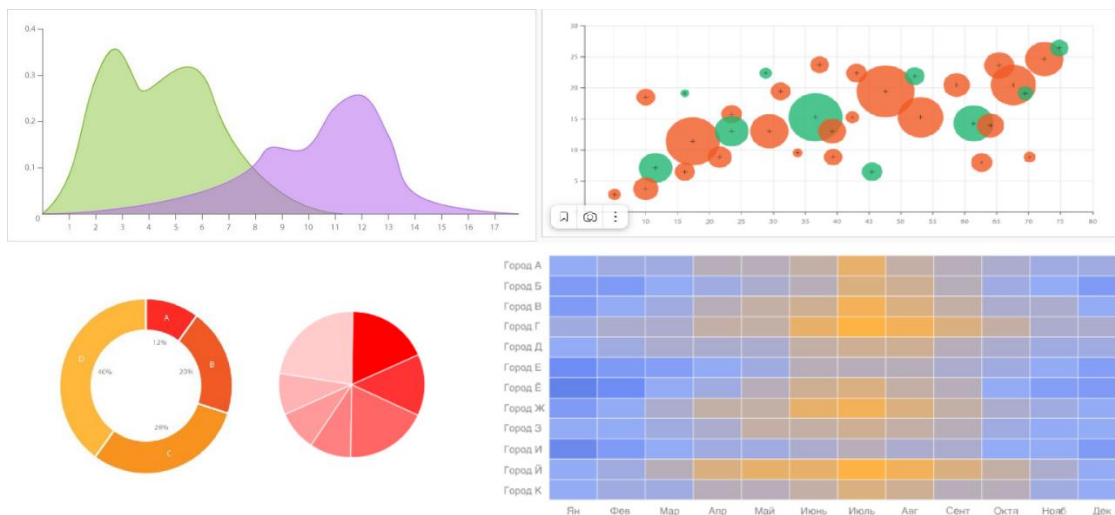 0.4
0.3
0.2
0.1
0
1 2 3 4 5 6 7 8 9 10 11 12 13 14 15 16 17
30
25
20
15
10
5
10 15 20 25 30 35 40 45 50 55 60 65 70 75 80
A
12%
B
20%
C
28%
D
40%
Город А
Город Б
Город В
Город Г
Город Д
Город Е
Город Ё
Город Ж
Город З
Город И
Город Й
Город К
Ян Фев Мар Апр Май Июнь Июль Авг Сент Октя Нояб Дек